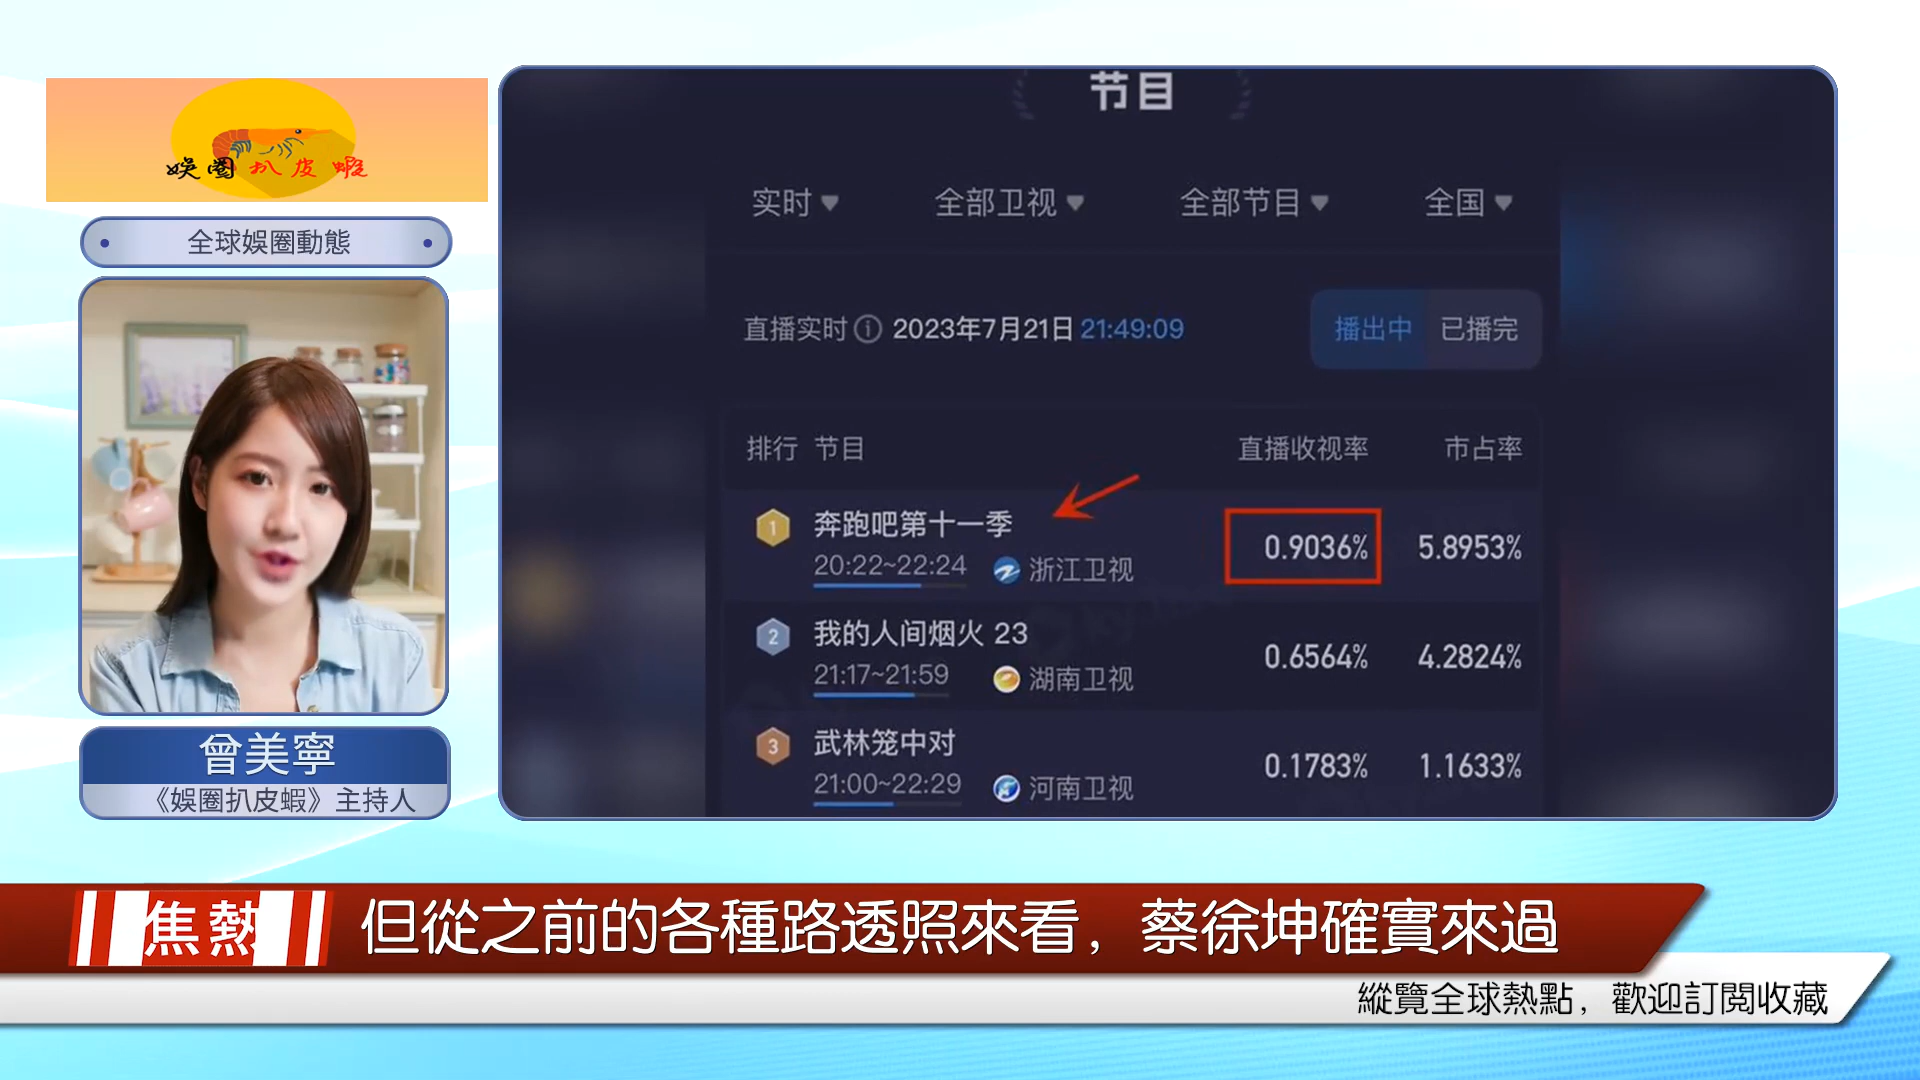 娛圈扒皮蝦
全球娛圈動態
曾美寧
《娛圈扒皮蝦》主持人
节目
实时 全部卫视 全部节目 全国
直播实时 2023年7月21日 21:49:09 播出中 已播完
排行 节目 直播收视率 市占率
1 奔跑吧第十一季 0.9036% 5.8953%
20:22~22:24 浙江卫视
2 我的人间烟火 23 0.6564% 4.2824%
21:17~21:59 湖南卫视
3 武林笼中对 0.1783% 1.1633%
21:00~22:29 河南卫视
焦熱 但從之前的各種路透照來看，蔡徐坤確實來過
縱覽全球熱點，歡迎訂閱收藏